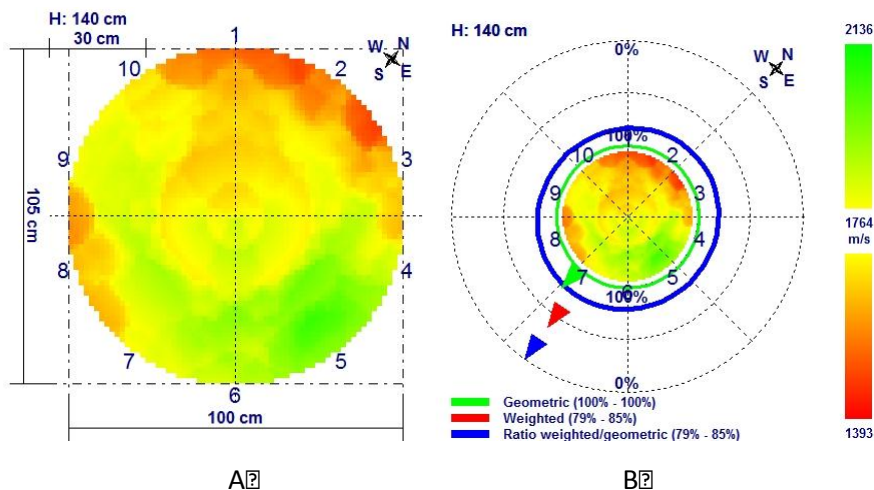 H: 140 cm
30 cm
1
2
3
4
5
6
7
8
9
10
W N
S E
105 cm
100 cm
A
H: 140 cm
0%
W N
S E
100%
1
2
3
4
5
6
7
8
9
10
100%
0%
Geometric (100% - 100%)
Weighted (79% - 85%)
Ratio weighted/geometric (79% - 85%)
B
2136
1764
m/s
1393